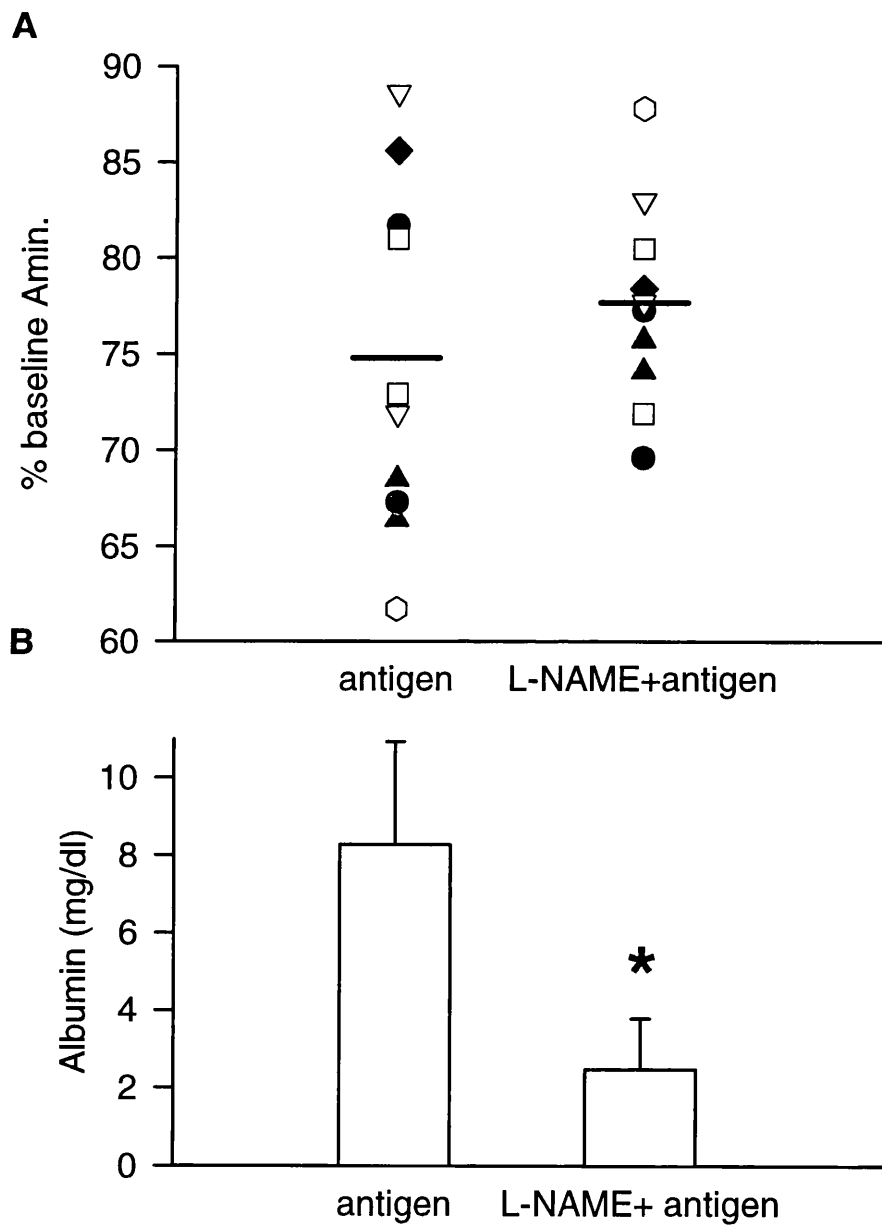 A
90
85
80
75
70
65
60
% baseline Amin.
antigen L-NAME+antigen
B
10
8
6
4
2
0
Albumin (mg/dl)
*
antigen L-NAME+ antigen